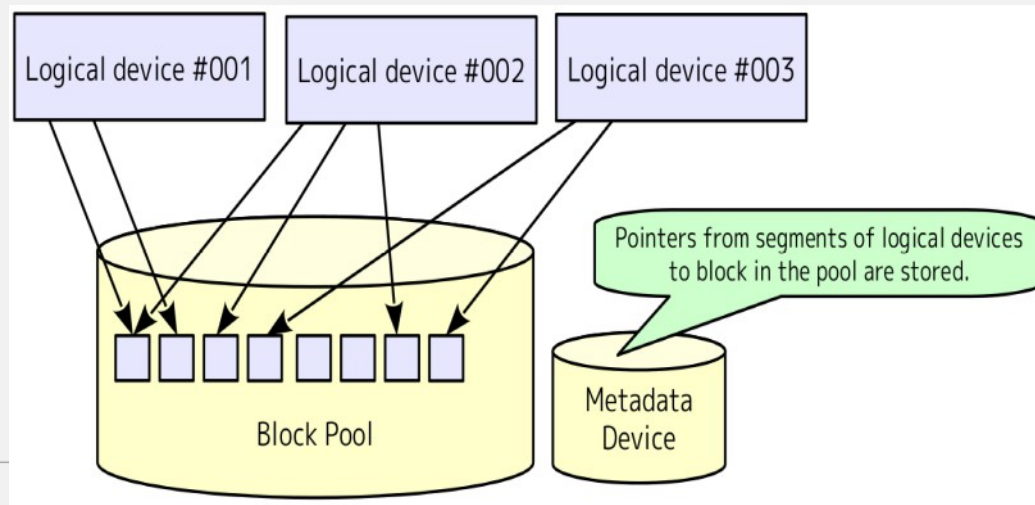 Logical device #001
Logical device #002
Logical device #003
Pointers from segments of logical devices
to block in the pool are stored.
Block Pool
Metadada
Device